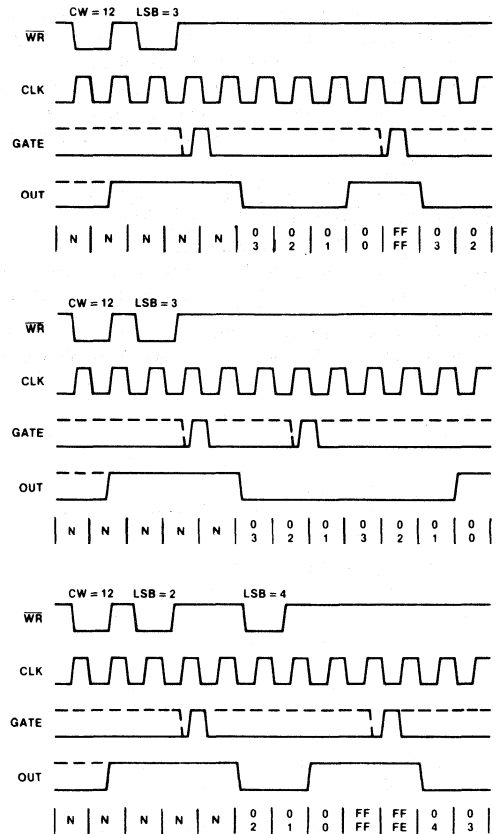 CW = 12 LSB = 3
WR
CLK
GATE
OUT
N N N N N 0 0 0 0 FF 0 0
3 2 1 0 FF 3 2
CW = 12 LSB = 3
WR
CLK
GATE
OUT
N N N N N 0 0 0 0 0 0 0
3 2 1 3 2 1 0
CW = 12 LSB = 2 LSB = 4
WR
CLK
GATE
OUT
N N N N N 0 0 0 FF FF 0 0
2 1 0 FF FE 4 3